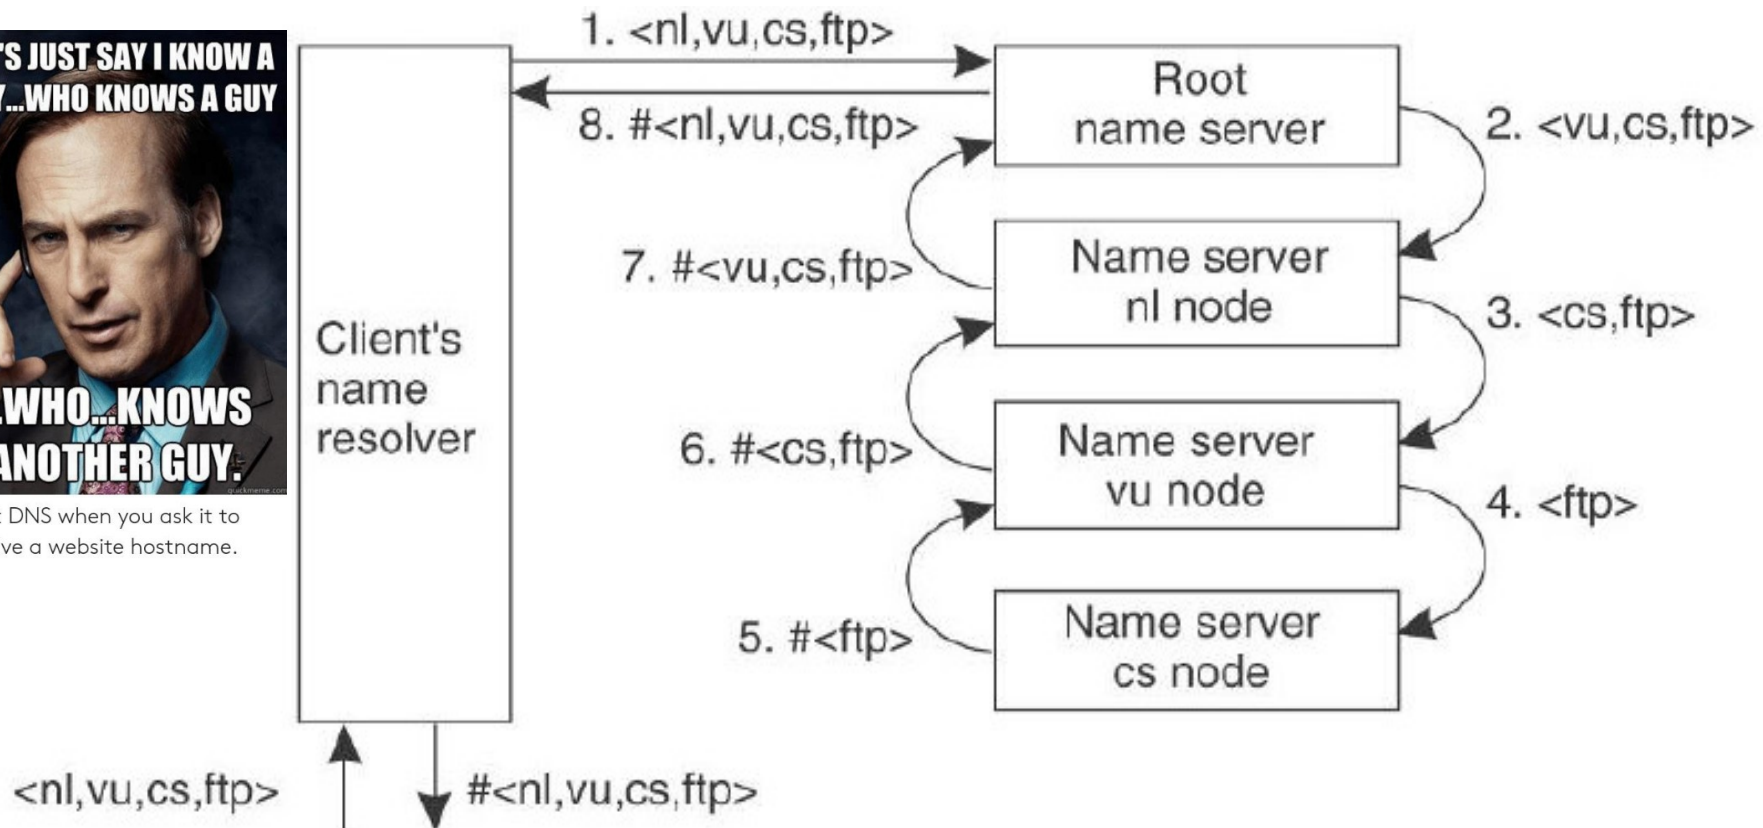 'S JUST SAY I KNOW A
...WHO KNOWS A GUY
WHO...KNOWS
ANOTHER GUY.
quickmeme.com
DNS when you ask it to
ve a website hostname.
Client's
name
resolver
1. <nl,vu,cs,ftp>
8. #<nl,vu,cs,ftp>
Root
name server
2. <vu,cs,ftp>
7. #<vu,cs,ftp>
Name server
nl node
3. <cs,ftp>
6. #<cs,ftp>
Name server
vu node
4. <ftp>
5. #<ftp>
Name server
cs node
<nl,vu,cs,ftp>
#<nl,vu,cs,ftp>